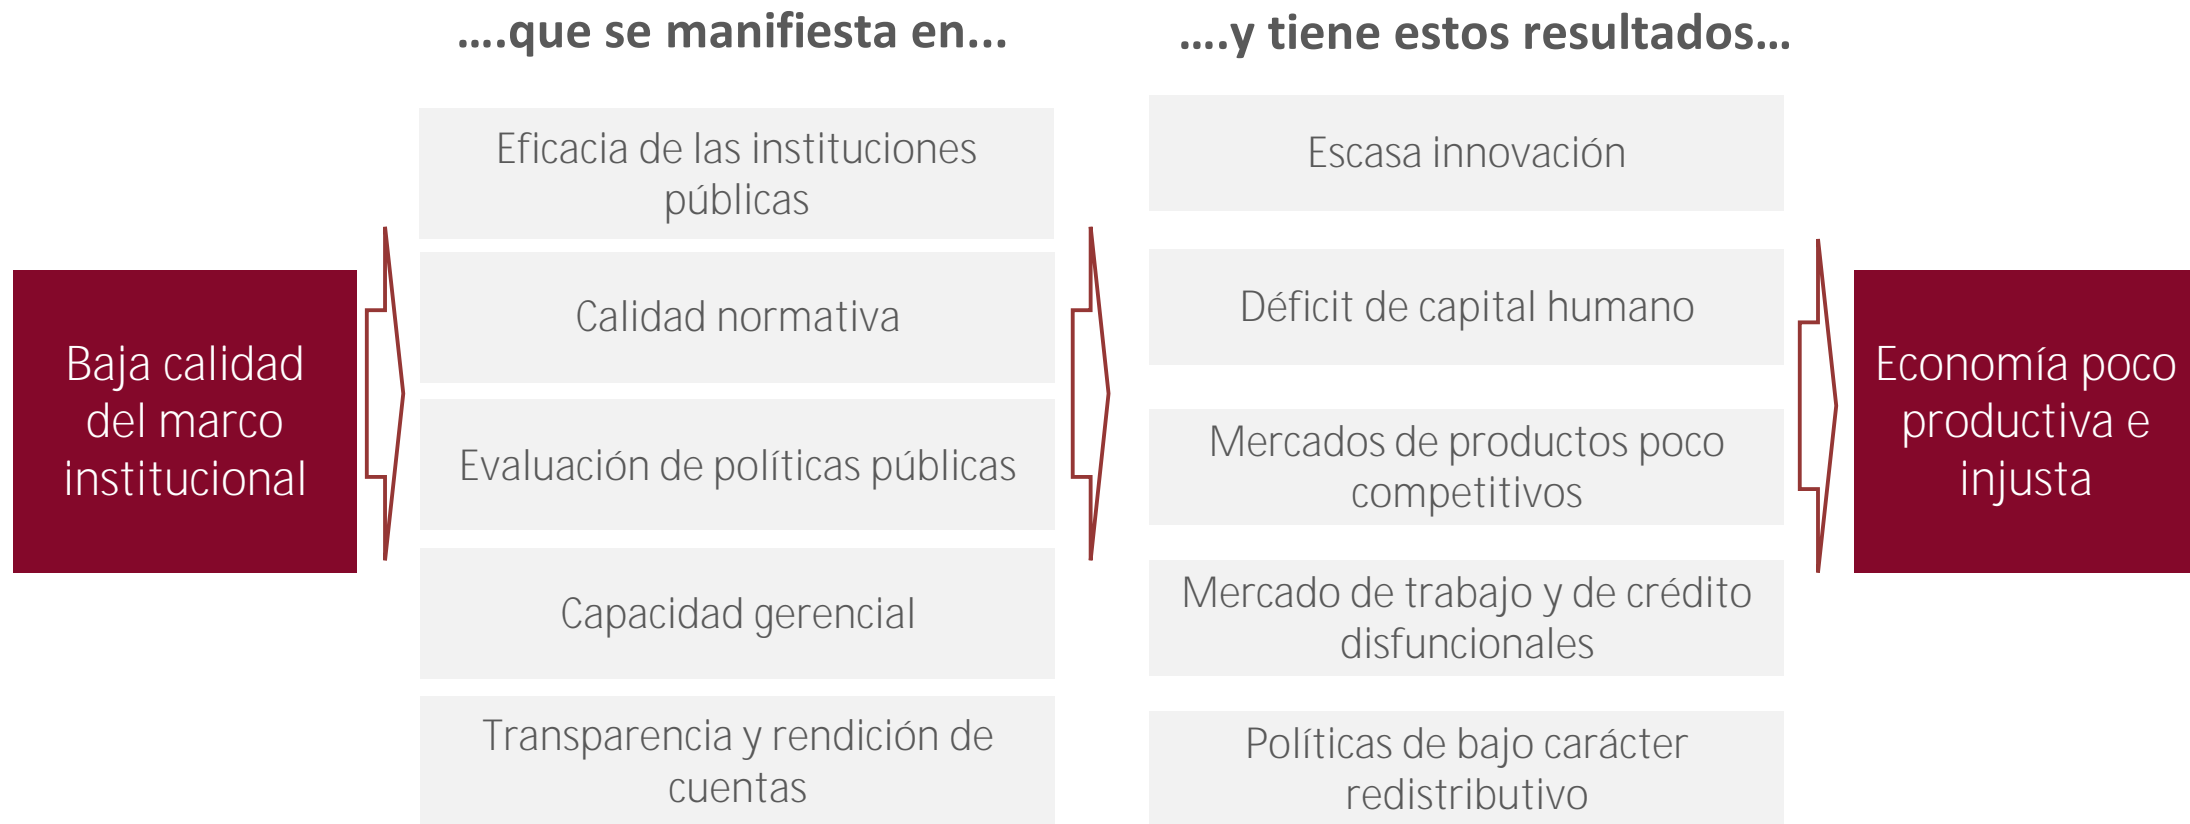 ….que se manifiesta en...
….y tiene estos resultados…
Baja calidad
del marco
institucional
Eficacia de las instituciones
públicas
Calidad normativa
Evaluación de políticas públicas
Capacidad gerencial
Transparencia y rendición de
cuentas
Escasa innovación
Déficit de capital humano
Mercados de productos poco
competitivos
Mercado de trabajo y de crédito
disfuncionales
Políticas de bajo carácter
redistributivo
Economía poco
productiva e
injusta